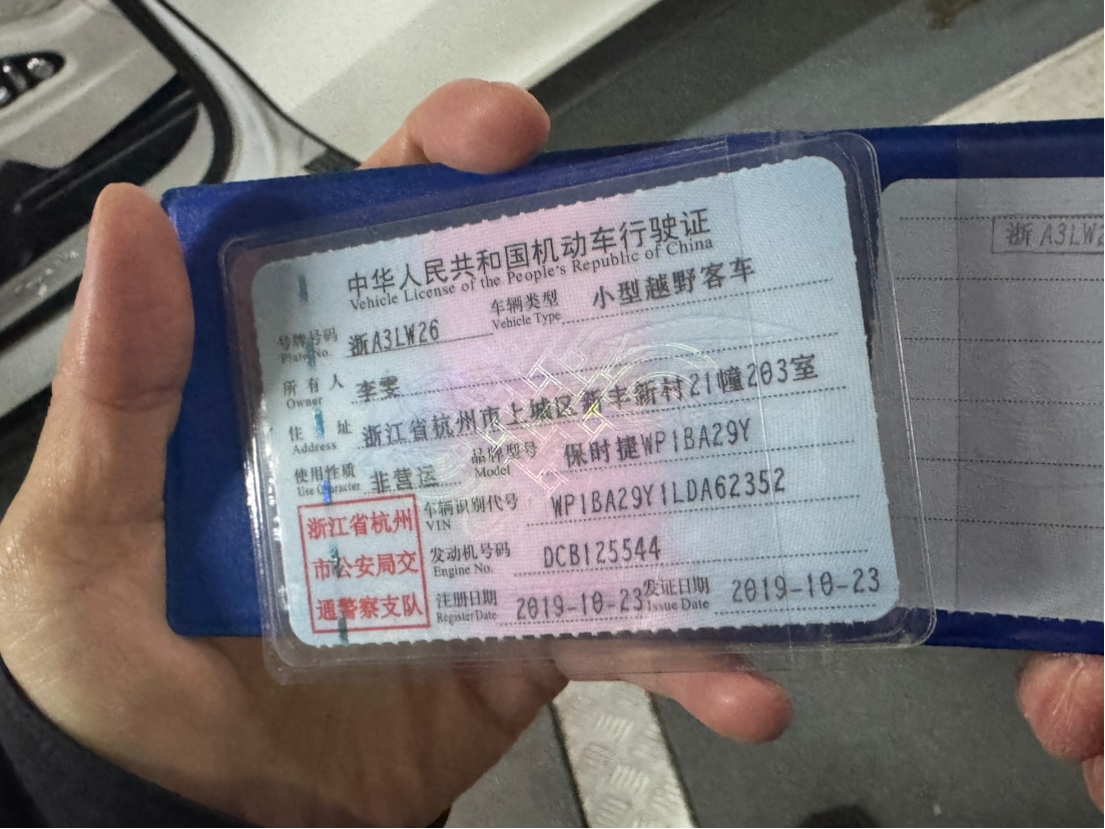 中华人民共和国机动车行驶证
Vehicle License of the People's Republic of China
号牌号码 浙A3LW26 车辆类型 小型越野客车
Plate No. Vehicle Type
所有人 李雯
Owner
住址 浙江省杭州市上城区新丰新村21幢203室
Address
使用性质 非营运 品牌型号 保时捷WP1BA29Y
Use Character Model
车辆识别代号 WP1BA29Y1LDA62352
VIN
发动机号码 DCB125544
Engine No.
注册日期 2019-10-23 发证日期 2019-10-23
Register Date Issue Date
浙江省杭州
市公安局交
通警察支队
浙A3LW2